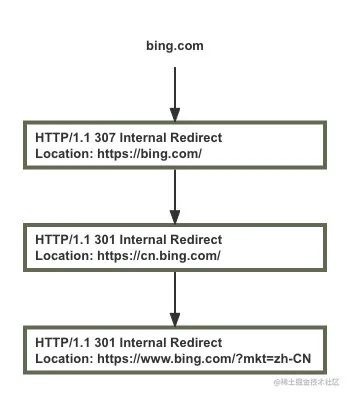 bing.com
HTTP/1.1 307 Internal Redirect
Location: https://bing.com/
HTTP/1.1 301 Internal Redirect
Location: https://cn.bing.com/
HTTP/1.1 301 Internal Redirect
Location: https://www.bing.com/?mkt=zh-CN
@稀土掘金技术社区